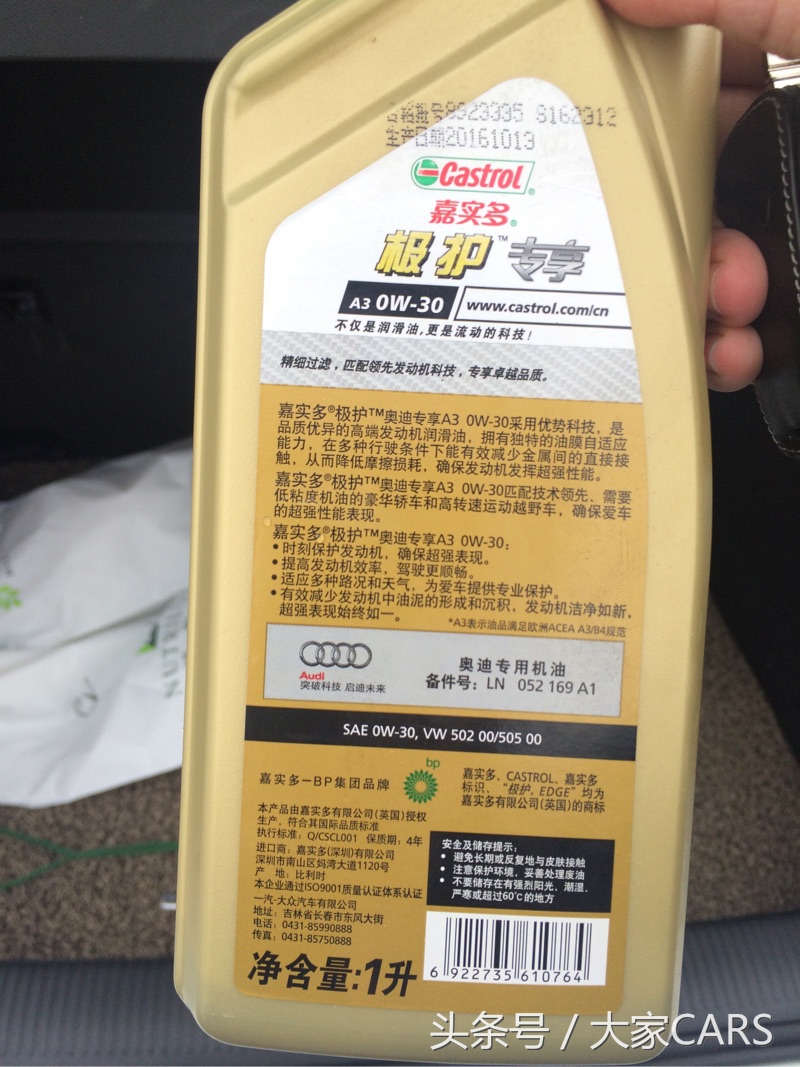 合格批号9923335 S162312
生产日期20161013
Castrol
嘉实多®
极护™ 专享
A3 0W-30 www.castrol.com/cn
不仅是润滑油,更是流动的科技!
精细过滤，匹配领先发动机科技，专享卓越品质。
嘉实多®极护™奥迪专享A3 0W-30采用优势科技，是
品质优异的高端发动机润滑油，拥有独特的油膜自适应
能力，在多种行驶条件下能有效减少金属间的直接接
触，从而降低摩擦损耗，确保发动机发挥超强性能。
嘉实多®极护™奥迪专享A3 0W-30匹配技术领先、需要
低粘度机油的豪华轿车和高转速运动越野车，确保爱车
的超强性能表现。
嘉实多®极护™奥迪专享A3 0W-30：
• 时刻保护发动机，确保超强表现。
• 提高发动机效率，驾驶更顺畅。
• 适应多种路况和天气，为爱车提供专业保护。
• 有效减少发动机中油泥的形成和沉积，发动机洁净如新，
超强表现始终如一。
*A3表示油品满足欧洲ACEA A3/B4规范
Audi
突破科技 启迪未来
奥迪专用机油
备件号：LN 052 169 A1
SAE 0W-30, VW 502 00/505 00
嘉实多—BP集团品牌
bp
嘉实多、CASTROL、嘉实多
标识、“极护，EDGE”均为
嘉实多有限公司(英国)的商标
本产品由嘉实多有限公司(英国)授权
生产，符合其国际品质标准
执行标准：Q/CSCL001 保质期：4年
进口商：嘉实多(深圳)有限公司
深圳市南山区妈湾大道1120号
产 地：比利时
本企业通过ISO9001质量认证体系认证
一汽-大众汽车有限公司
地址：吉林省长春市东风大街
电话：0431-85990888
传真：0431-85750888
安全及储存提示：
• 避免长期或反复地与皮肤接触
• 注意保护环境，妥善处理废油
• 不要储存在有强烈阳光、潮湿、
严寒或超过60℃的地方
净含量:1升
6 922735 610764
NUTRI
头条号 / 大家CARS